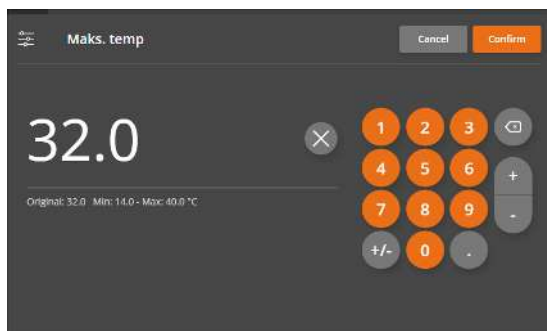 Maks. temp
Cancel
Confirm
32.0
Original: 32.0 Min: 14.0 - Max: 40.0 °C
1 2 3
4 5 6 +
7 8 9 -
+/- 0 .